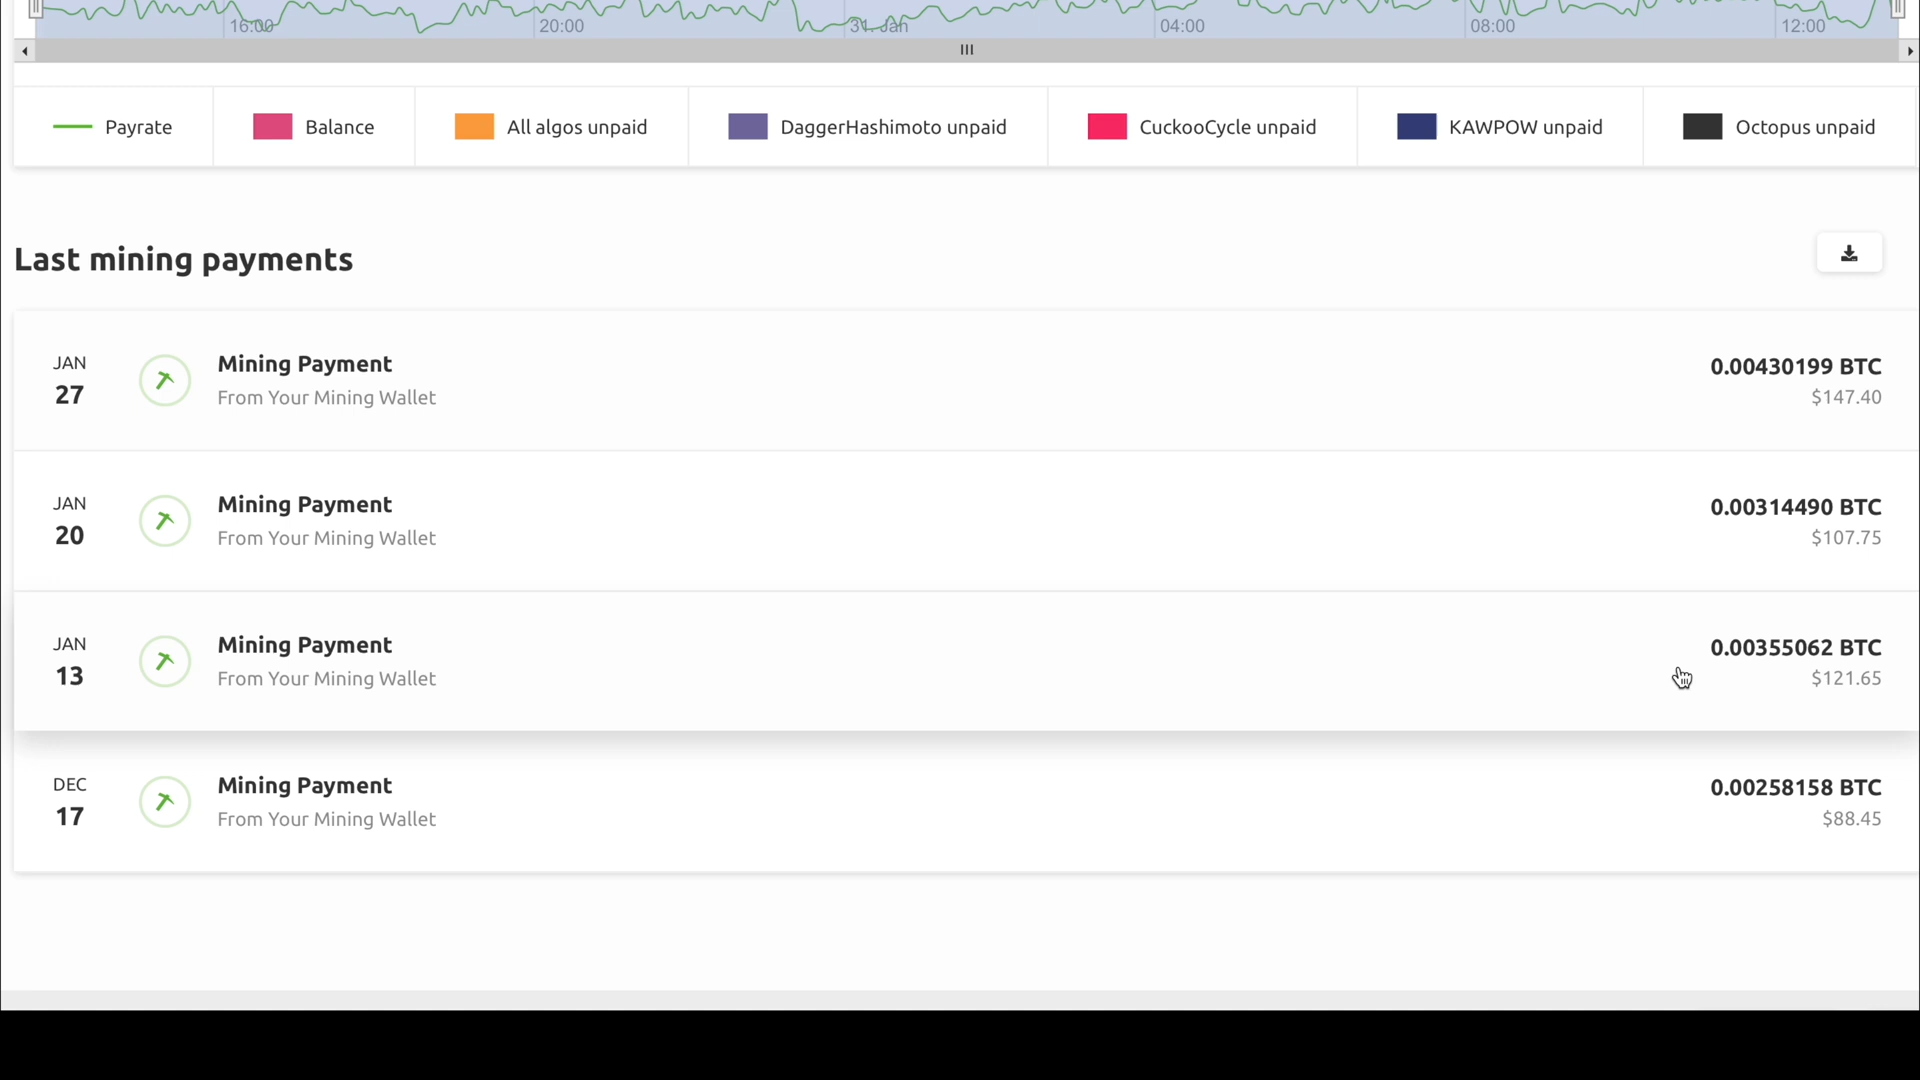 16:00 20:00 31. Jan 04:00 08:00 12:00
Payrate Balance All algos unpaid DaggerHashimoto unpaid CuckooCycle unpaid KAWPOW unpaid Octopus unpaid
Last mining payments
JAN
27
Mining Payment
From Your Mining Wallet
0.00430199 BTC
$147.40
JAN
20
Mining Payment
From Your Mining Wallet
0.00314490 BTC
$107.75
JAN
13
Mining Payment
From Your Mining Wallet
0.00355062 BTC
$121.65
DEC
17
Mining Payment
From Your Mining Wallet
0.00258158 BTC
$88.45